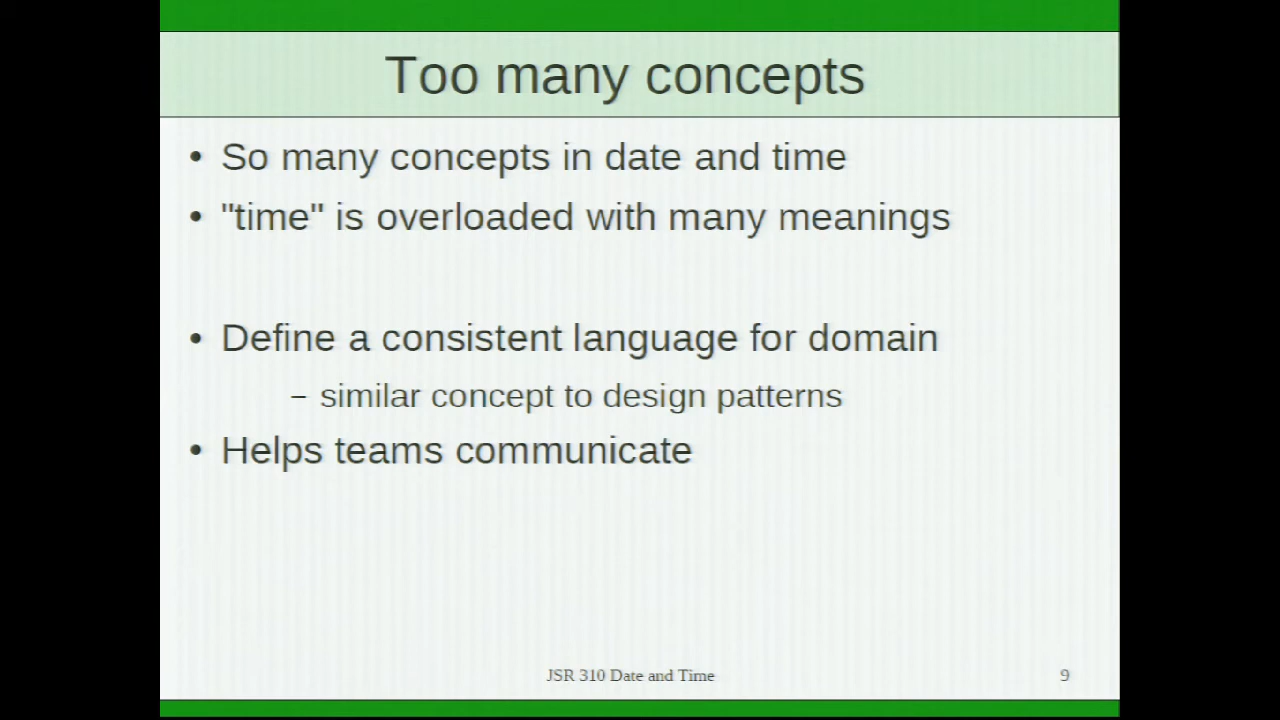 Too many concepts
• So many concepts in date and time
• "time" is overloaded with many meanings
• Define a consistent language for domain
– similar concept to design patterns
• Helps teams communicate
JSR 310 Date and Time
9